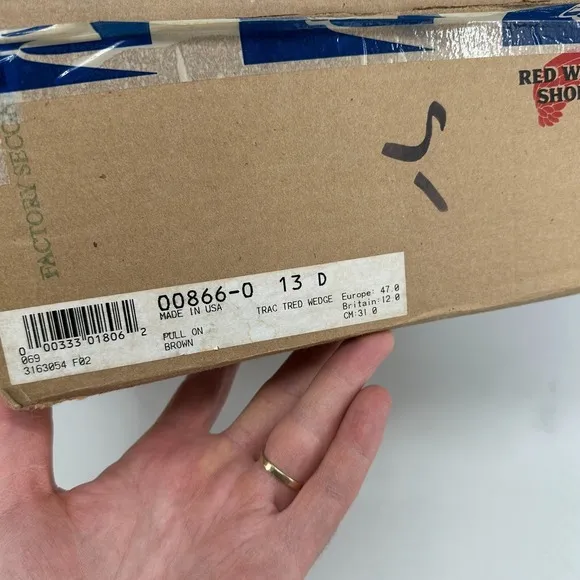 RED W
SHO
FACTORY SECO
00866-0 13 D
MADE IN USA
TRAC TRED WEDGE
Europe: 47.0
Britain:12.0
CM:31.0
PULL ON
BROWN
0 00333 01806 2
069
3163054 F02